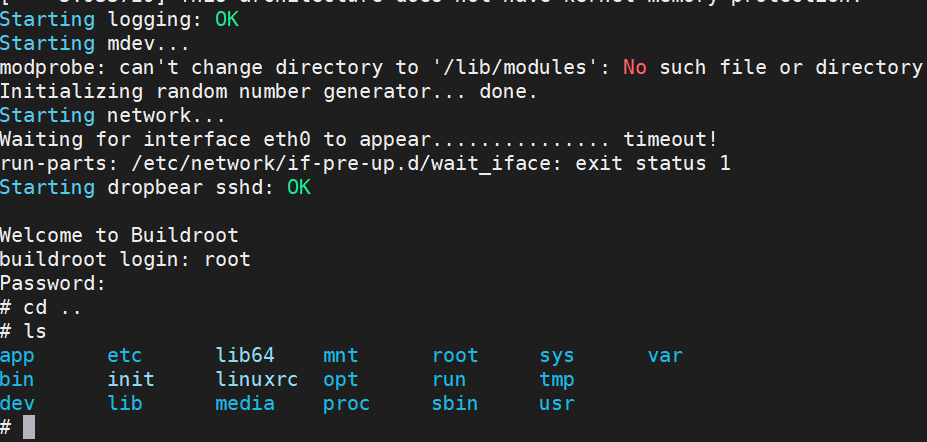 This architecture does not have kernel memory protection.
Starting logging: OK
Starting mdev...
modprobe: can't change directory to '/lib/modules': No such file or directory
Initializing random number generator... done.
Starting network...
Waiting for interface eth0 to appear............... timeout!
run-parts: /etc/network/if-pre-up.d/wait_iface: exit status 1
Starting dropbear sshd: OK
Welcome to Buildroot
buildroot login: root
Password:
# cd ..
# ls
app etc lib64 mnt root sys var
bin init linuxrc opt run tmp
dev lib media proc sbin usr
#